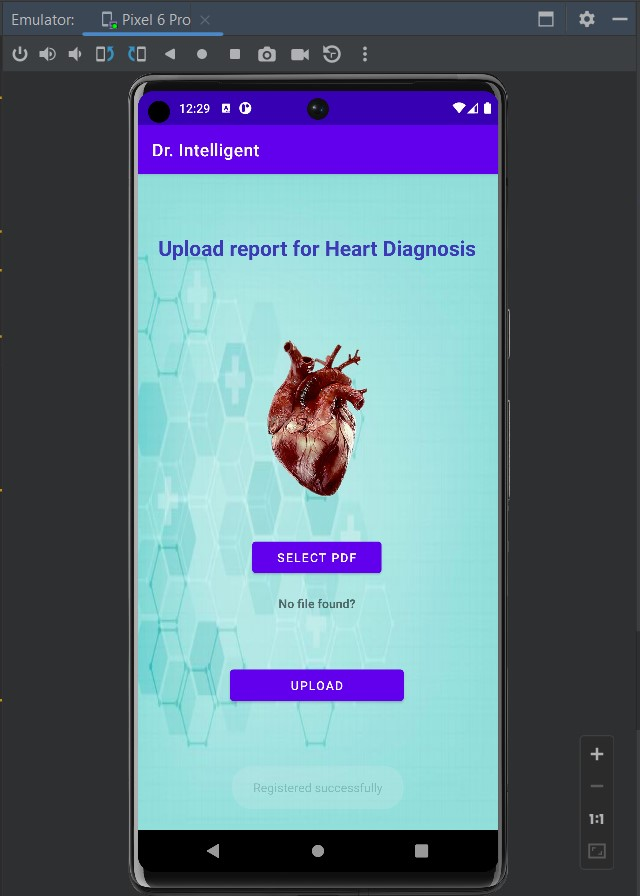 Emulator: Pixel 6 Pro
12:29
Dr. Intelligent
Upload report for Heart Diagnosis
SELECT PDF
No file found?
UPLOAD
Registered successfully
1:1